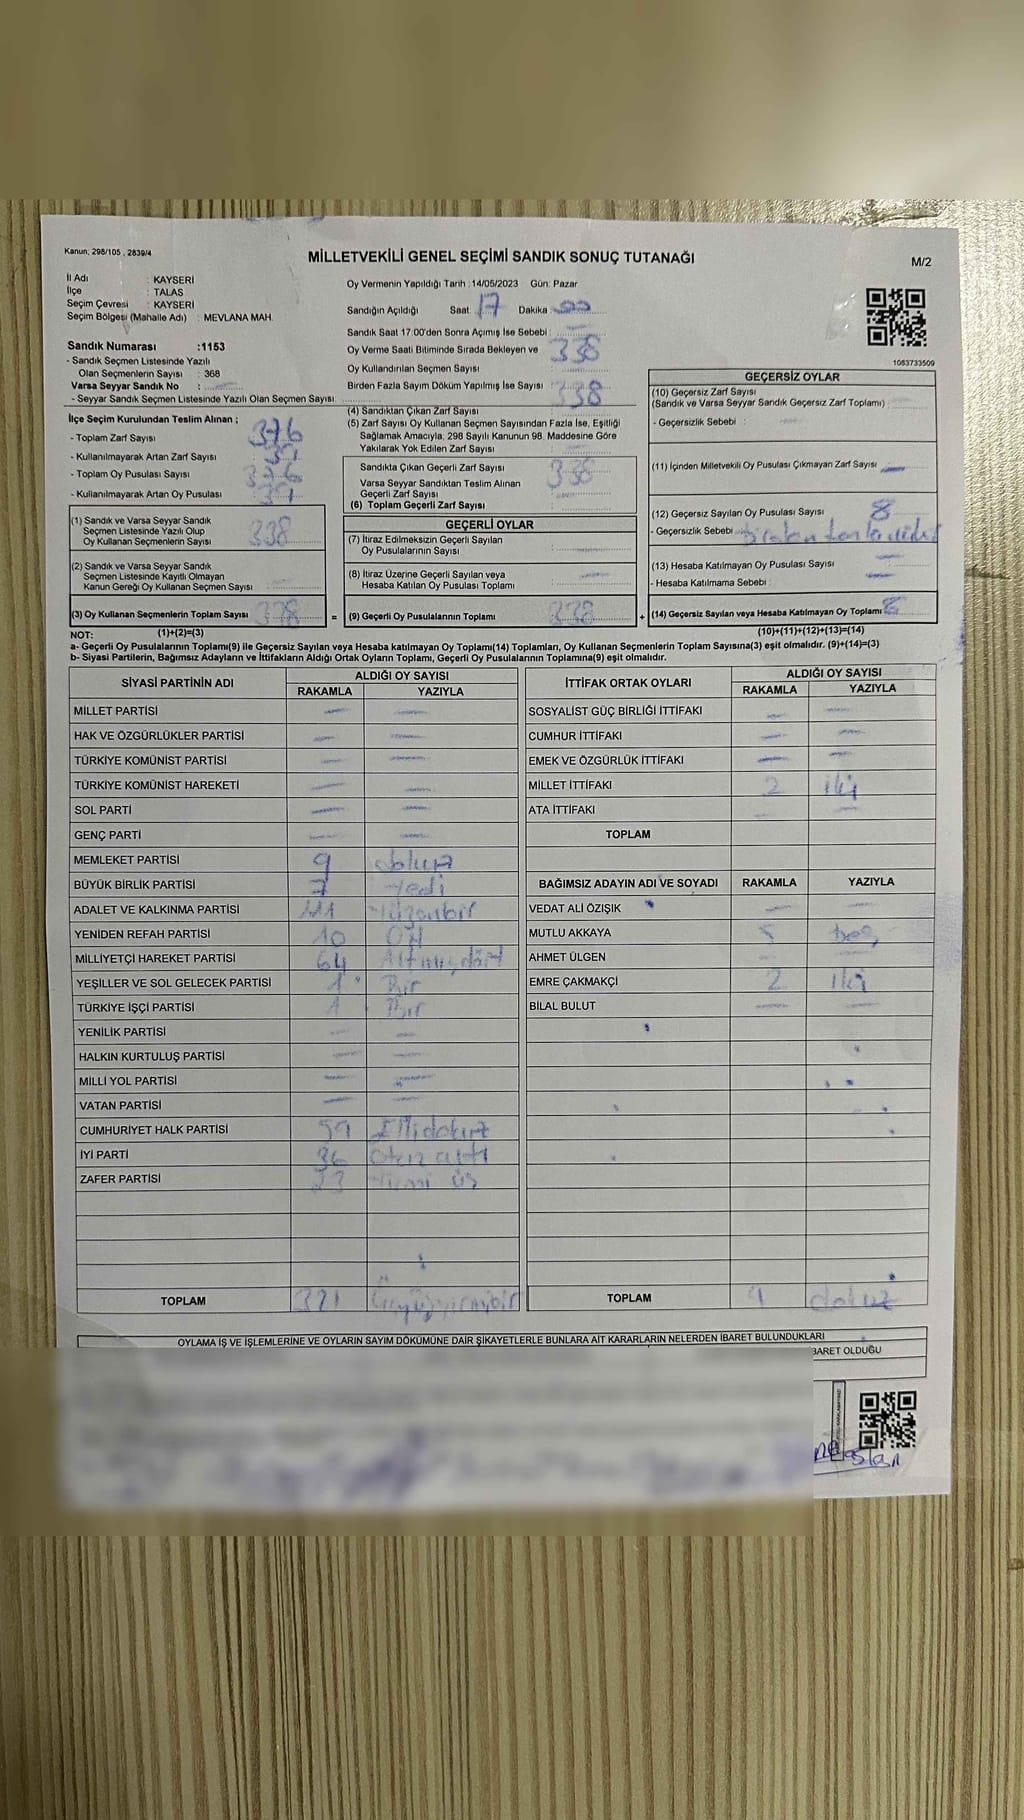 Kanun; 298/105 , 2839/4
MİLLETVEKİLİ GENEL SEÇİMİ SANDIK SONUÇ TUTANAĞI
M/2
İl Adı : KAYSERİ
İlçe : TALAS
Seçim Çevresi : KAYSERİ
Seçim Bölgesi (Mahalle Adı) : MEVLANA MAH.
Oy Vermenin Yapıldığı Tarih :14/05/2023 Gün: Pazar
Sandığın Açıldığı Saat 17 Dakika 00
Sandık Saat 17:00'den Sonra Açımış İse Sebebi :
Oy Verme Saati Bitiminde Sırada Bekleyen ve
Oy Kullandırılan Seçmen Sayısı : 338
Birden Fazla Sayım Döküm Yapılmış İse Sayısı :
1063733509
Sandık Numarası :1153
- Sandık Seçmen Listesinde Yazılı
Olan Seçmenlerin Sayısı : 368
Varsa Seyyar Sandık No :
- Seyyar Sandık Seçmen Listesinde Yazılı Olan Seçmen Sayısı:
İlçe Seçim Kurulundan Teslim Alınan ;
- Toplam Zarf Sayısı : 376
- Kullanılmayarak Artan Zarf Sayısı
- Toplam Oy Pusulası Sayısı : 376
- Kullanılmayarak Artan Oy Pusulası
(1) Sandık ve Varsa Seyyar Sandık
Seçmen Listesinde Yazılı Olup
Oy Kullanan Seçmenlerin Sayısı 338
(2) Sandık ve Varsa Seyyar Sandık
Seçmen Listesinde Kayıtlı Olmayan
Kanun Gereği Oy Kullanan Seçmen Sayısı
(3) Oy Kullanan Seçmenlerin Toplam Sayısı 338
(4) Sandıktan Çıkan Zarf Sayısı 338
(5) Zarf Sayısı Oy Kullanan Seçmen Sayısından Fazla İse, Eşitliği
Sağlamak Amacıyla, 298 Sayılı Kanunun 98. Maddesine Göre
Yakılarak Yok Edilen Zarf Sayısı
Sandıkta Çıkan Geçerli Zarf Sayısı 338
Varsa Seyyar Sandıktan Teslim Alınan
Geçerli Zarf Sayısı
(6) Toplam Geçerli Zarf Sayısı
GEÇERLİ OYLAR
(7) İtiraz Edilmeksizin Geçerli Sayılan
Oy Pusulalarının Sayısı
(8) İtiraz Üzerine Geçerli Sayılan veya
Hesaba Katılan Oy Pusulası Toplamı
= (9) Geçerli Oy Pusulalarının Toplamı 338
GEÇERSİZ OYLAR
(10) Geçersiz Zarf Sayısı
(Sandık ve Varsa Seyyar Sandık Geçersiz Zarf Toplamı)
- Geçersizlik Sebebi :
(11) İçinden Milletvekili Oy Pusulası Çıkmayan Zarf Sayısı
(12) Geçersiz Sayılan Oy Pusulası Sayısı 8
- Geçersizlik Sebebi
(13) Hesaba Katılmayan Oy Pusulası Sayısı
- Hesaba Katılmama Sebebi :
+ (14) Geçersiz Sayılan veya Hesaba Katılmayan Oy Toplamı 8
NOT: (1)+(2)=(3)
(10)+(11)+(12)+(13)=(14)
a- Geçerli Oy Pusulalarının Toplamı(9) ile Geçersiz Sayılan veya Hesaba katılmayan Oy Toplamı(14) Toplamları, Oy Kullanan Seçmenlerin Toplam Sayısına(3) eşit olmalıdır. (9)+(14)=(3)
b- Siyasi Partilerin, Bağımsız Adayların ve İttifakların Aldığı Ortak Oyların Toplamı, Geçerli Oy Pusulalarının Toplamına(9) eşit olmalıdır.
SİYASİ PARTİNİN ADI
ALDIĞI OY SAYISI
RAKAMLA YAZIYLA
MİLLET PARTİSİ
HAK VE ÖZGÜRLÜKLER PARTİSİ
TÜRKİYE KOMÜNİST PARTİSİ
TÜRKİYE KOMÜNİST HAREKETİ
SOL PARTİ
GENÇ PARTİ
MEMLEKET PARTİSİ 9 dokuz
BÜYÜK BİRLİK PARTİSİ 7 Yedi
ADALET VE KALKINMA PARTİSİ 111 Yüzonbir
YENİDEN REFAH PARTİSİ 10 ON
MİLLİYETÇİ HAREKET PARTİSİ 64 Altmışdört
YEŞİLLER VE SOL GELECEK PARTİSİ 1 Bir
TÜRKİYE İŞÇİ PARTİSİ 1 Bir
YENİLİK PARTİSİ
HALKIN KURTULUŞ PARTİSİ
MİLLİ YOL PARTİSİ
VATAN PARTİSİ
CUMHURİYET HALK PARTİSİ 59 Ellidokuz
İYİ PARTİ 36 Otuz altı
ZAFER PARTİSİ 23 Yirmi üç
TOPLAM 321 Üçyüzyirmibir
İTTİFAK ORTAK OYLARI
ALDIĞI OY SAYISI
RAKAMLA YAZIYLA
SOSYALİST GÜÇ BİRLİĞİ İTTİFAKI
CUMHUR İTTİFAKI
EMEK VE ÖZGÜRLÜK İTTİFAKI
MİLLET İTTİFAKI 2 iki
ATA İTTİFAKI
TOPLAM
BAĞIMSIZ ADAYIN ADI VE SOYADI RAKAMLA YAZIYLA
VEDAT ALİ ÖZIŞIK
MUTLU AKKAYA 5 beş
AHMET ÜLGEN
EMRE ÇAKMAKÇİ 2 İki
BİLAL BULUT
TOPLAM 9 dokuz
OYLAMA İŞ VE İŞLEMLERİNE VE OYLARIN SAYIM DÖKÜMÜNE DAİR ŞİKAYETLERLE BUNLARA AİT KARARLARIN NELERDEN İBARET BULUNDUKLARI
BARET OLDUĞU